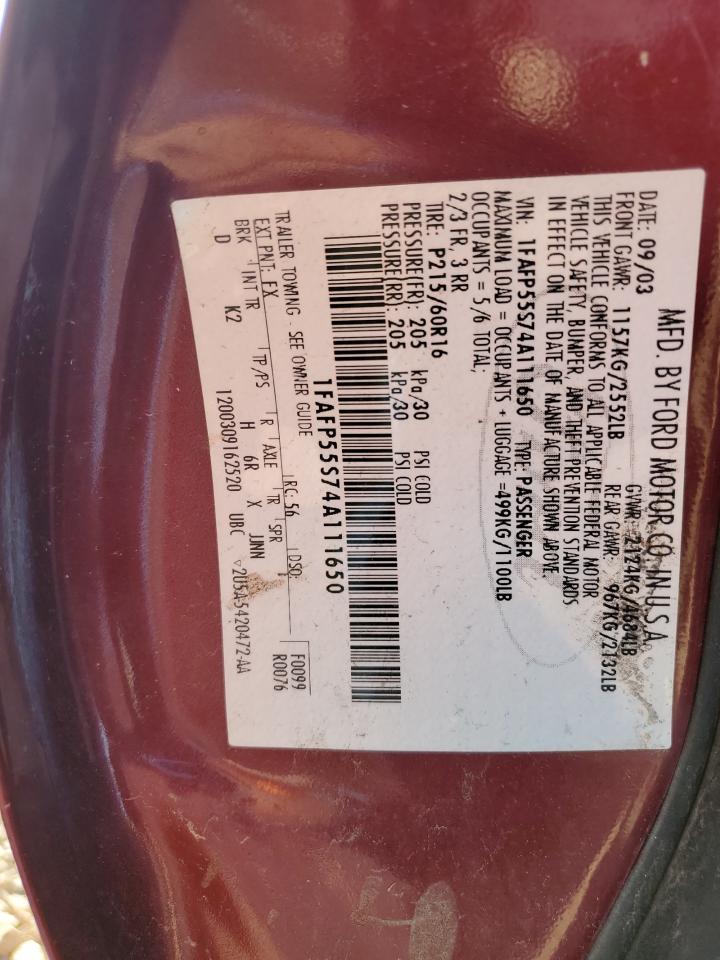 MFD. BY FORD MOTOR CO. IN U.S.A.
DATE: 09/03 GVWR: 2124KG/4684LB
FRONT GAWR: 1157KG/2552LB REAR GAWR: 967KG/2132LB
THIS VEHICLE CONFORMS TO ALL APPLICABLE FEDERAL MOTOR
VEHICLE SAFETY, BUMPER, AND THEFT PREVENTION STANDARDS
IN EFFECT ON THE DATE OF MANUFACTURE SHOWN ABOVE.
VIN: 1FAFP55S74A111650 TYPE: PASSENGER
MAXIMUM LOAD = OCCUPANTS + LUGGAGE =499KG/1100LB
OCCUPANTS = 5/6 TOTAL;
2/3 FR, 3 RR
TIRE: P215/60R16
PRESSURE(FR): 205 kPa/30 PSI COLD
PRESSURE(RR): 205 kPa/30 PSI COLD
1FAFP55S74A111650
TRAILER TOWING - SEE OWNER GUIDE
EXT PNT: FX RC: 56 DSO: F0099
BRK INT TR TP/PS R AXLE TR SPR R0076
D K2 H 6R X JJNN
1200309162520 UBC 2U5A-5420472-AA